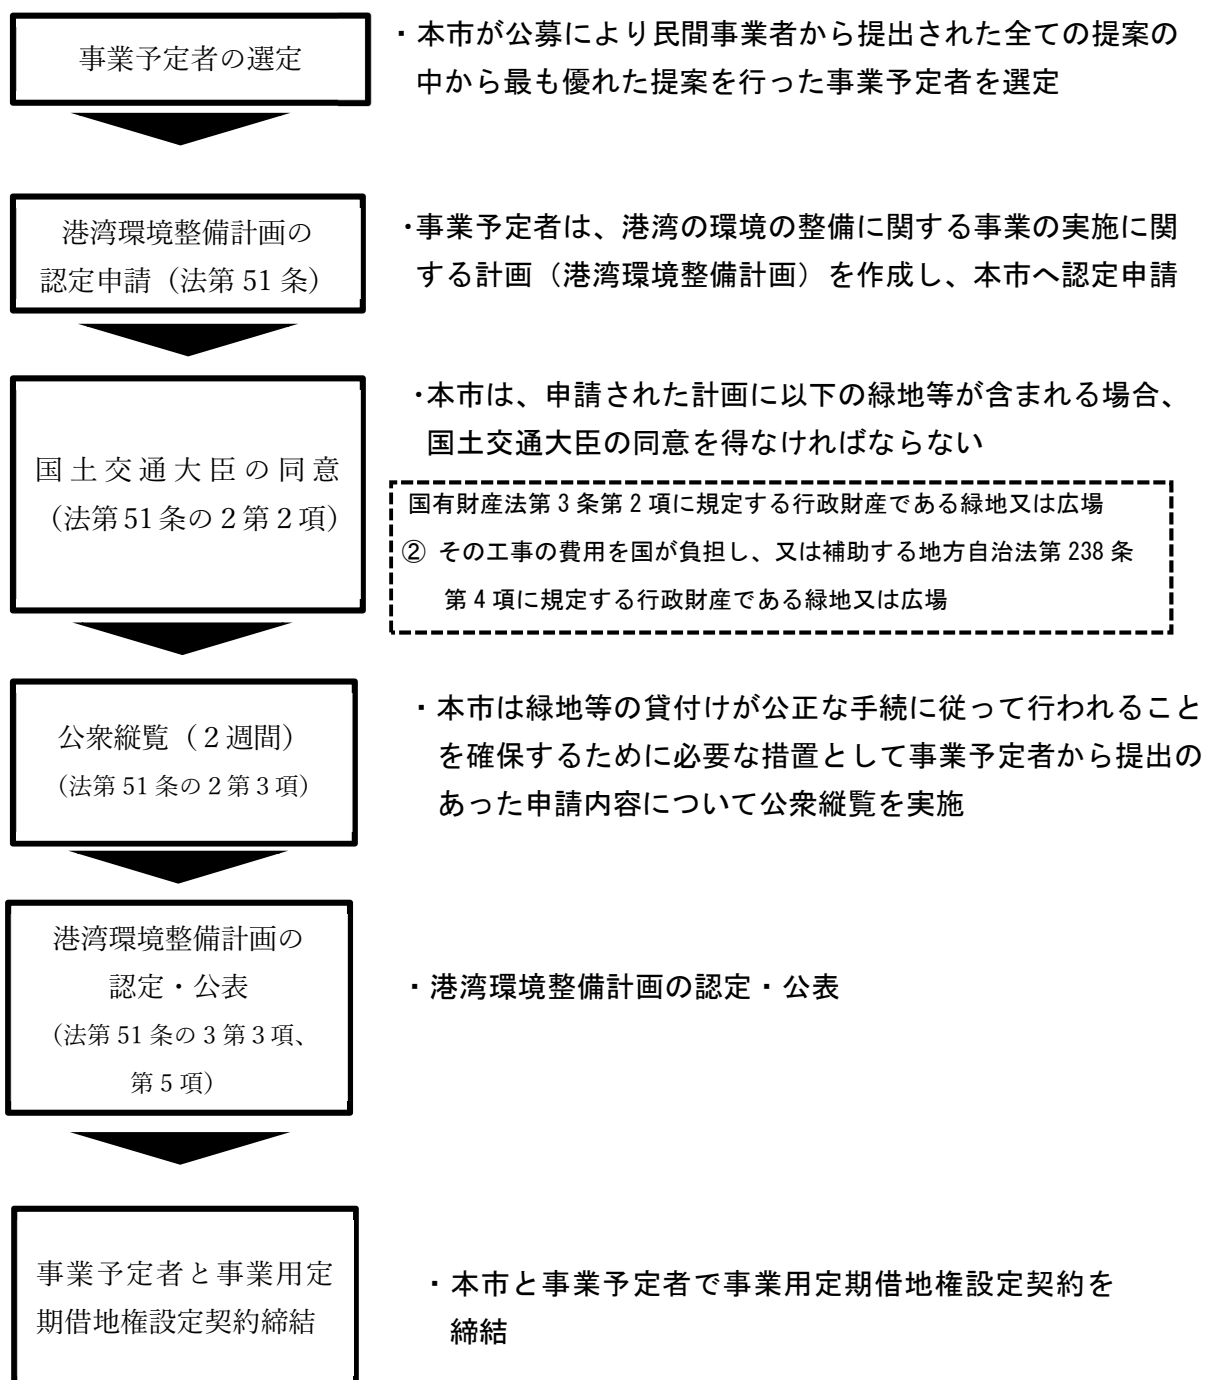 事業予定者の選定
・本市が公募により民間事業者から提出された全ての提案の
中から最も優れた提案を行った事業予定者を選定
港湾環境整備計画の
認定申請（法第 51 条）
・事業予定者は、港湾の環境の整備に関する事業の実施に関
する計画（港湾環境整備計画）を作成し、本市へ認定申請
国土交通大臣の同意
（法第 51 条の２第２項）
・本市は、申請された計画に以下の緑地等が含まれる場合、
国土交通大臣の同意を得なければならない
国有財産法第３条第２項に規定する行政財産である緑地又は広場
② その工事の費用を国が負担し、又は補助する地方自治法第 238 条
第４項に規定する行政財産である緑地又は広場
公衆縦覧（２週間）
（法第 51 条の２第３項）
・本市は緑地等の貸付けが公正な手続に従って行われること
を確保するために必要な措置として事業予定者から提出の
あった申請内容について公衆縦覧を実施
港湾環境整備計画の
認定・公表
（法第 51 条の３第３項、
第５項）
・港湾環境整備計画の認定・公表
事業予定者と事業用定
期借地権設定契約締結
・本市と事業予定者で事業用定期借地権設定契約を
締結